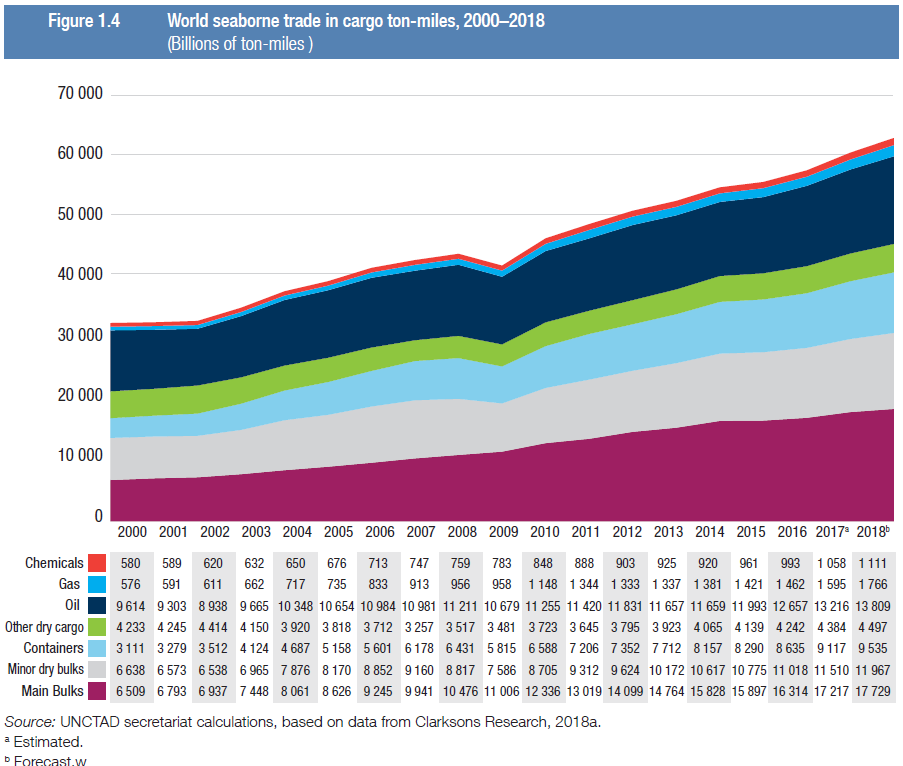 Figure 1.4 World seaborne trade in cargo ton-miles, 2000–2018
(Billions of ton-miles )
70 000
60 000
50 000
40 000
30 000
20 000
10 000
0
2000 2001 2002 2003 2004 2005 2006 2007 2008 2009 2010 2011 2012 2013 2014 2015 2016 2017ª 2018ᵇ
Chemicals 580 589 620 632 650 676 713 747 759 783 848 888 903 925 920 961 993 1 058 1 111
Gas 576 591 611 662 717 735 833 913 956 958 1 148 1 344 1 333 1 337 1 381 1 421 1 462 1 595 1 766
Oil 9 614 9 303 8 938 9 665 10 348 10 654 10 984 10 981 11 211 10 679 11 255 11 420 11 831 11 657 11 659 11 993 12 657 13 216 13 809
Other dry cargo 4 233 4 245 4 414 4 150 3 920 3 818 3 712 3 257 3 517 3 481 3 723 3 645 3 795 3 923 4 065 4 139 4 242 4 384 4 497
Containers 3 111 3 279 3 512 4 124 4 687 5 158 5 601 6 178 6 431 5 815 6 588 7 206 7 352 7 712 8 157 8 290 8 635 9 117 9 535
Minor dry bulks 6 638 6 573 6 538 6 965 7 876 8 170 8 852 9 160 8 817 7 586 8 705 9 312 9 624 10 172 10 617 10 775 11 018 11 510 11 967
Main Bulks 6 509 6 793 6 937 7 448 8 061 8 626 9 245 9 941 10 476 11 006 12 336 13 019 14 099 14 764 15 828 15 897 16 314 17 217 17 729
Source: UNCTAD secretariat calculations, based on data from Clarksons Research, 2018a.
ª Estimated.
ᵇ Forecast.w